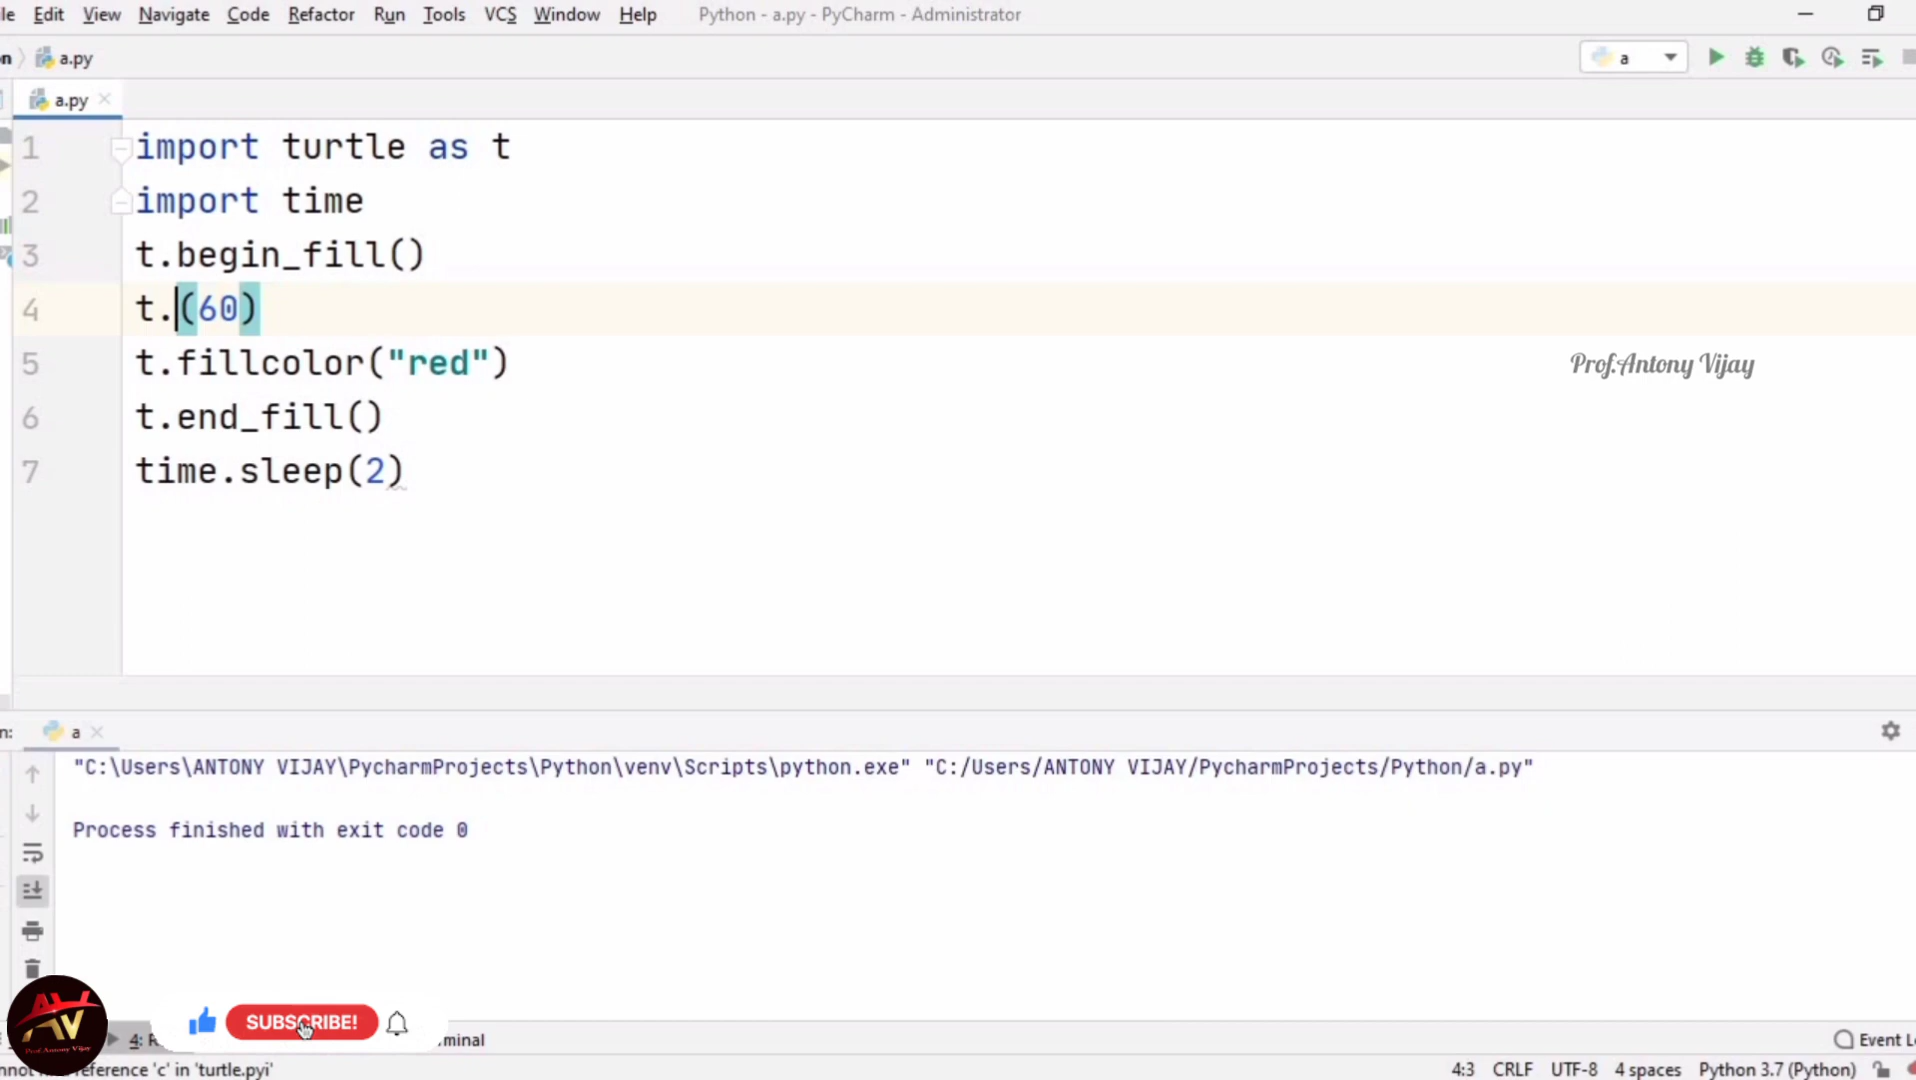 Edit View Navigate Code Refactor Run Tools VCS Window Help Python - a.py - PyCharm - Administrator
a.py
a
a.py
1 import turtle as t
2 import time
3 t.begin_fill()
4 t.(60)
5 t.fillcolor("red")
Prof.Antony Vijay
6 t.end_fill()
7 time.sleep(2)
a
"C:\Users\ANTONY VIJAY\PycharmProjects\Python\venv\Scripts\python.exe" "C:/Users/ANTONY VIJAY/PycharmProjects/Python/a.py"
Process finished with exit code 0
SUBSCRIBE!
AV
Prof.Antony Vijay
4: R
minal
Event L
eference 'c' in 'turtle.pyi'
4:3 CRLF UTF-8 4 spaces Python 3.7 (Python)